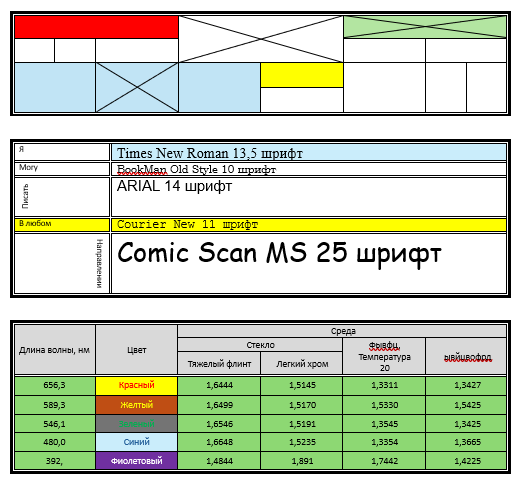 Я
Times New Roman 13,5 шрифт
Могу
BookMan Old Style 10 шрифт
Писать
ARIAL 14 шрифт
В любом
Courier New 11 шрифт
Направлении
Comic Scan MS 25 шрифт
Длина волны, нм
Цвет
Среда
Стекло
Фывфц.
Температура
20
Тяжелый флинт
Легкий хром
656,3 Красный 1,6444 1,5145 1,3311 1,3427
589,3 Желтый 1,6499 1,5170 1,5330 1,5425
546,1 Зеленый 1,6546 1,5191 1,3545 1,3425
480,0 Синий 1,6648 1,5235 1,3354 1,3665
392, Фиолетовый 1,4844 1,891 1,7442 1,4225